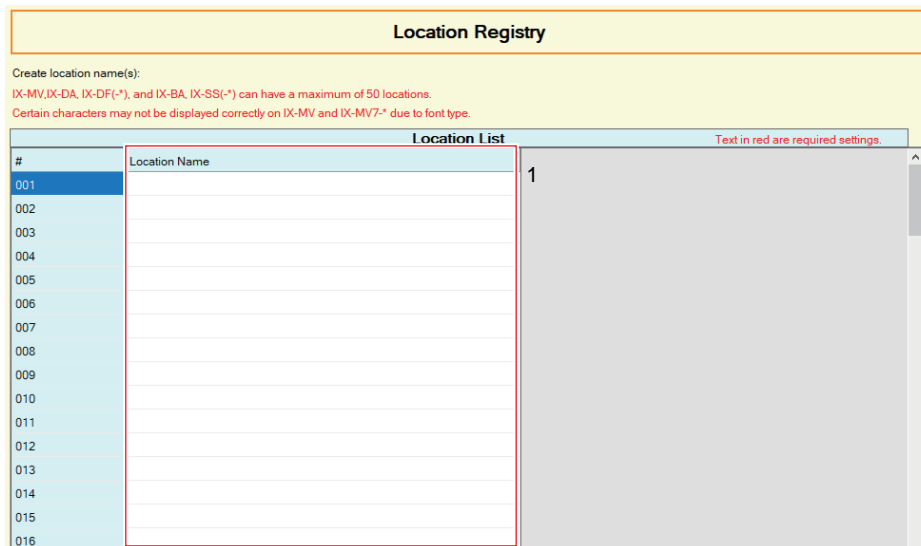 Location Registry
Create location name(s):
IX-MV,IX-DA, IX-DF(-*), and IX-BA, IX-SS(-*) can have a maximum of 50 locations.
Certain characters may not be displayed correctly on IX-MV and IX-MV7-* due to font type.
Location List Text in red are required settings.
# Location Name
1
001
002
003
004
005
006
007
008
009
010
011
012
013
014
015
016